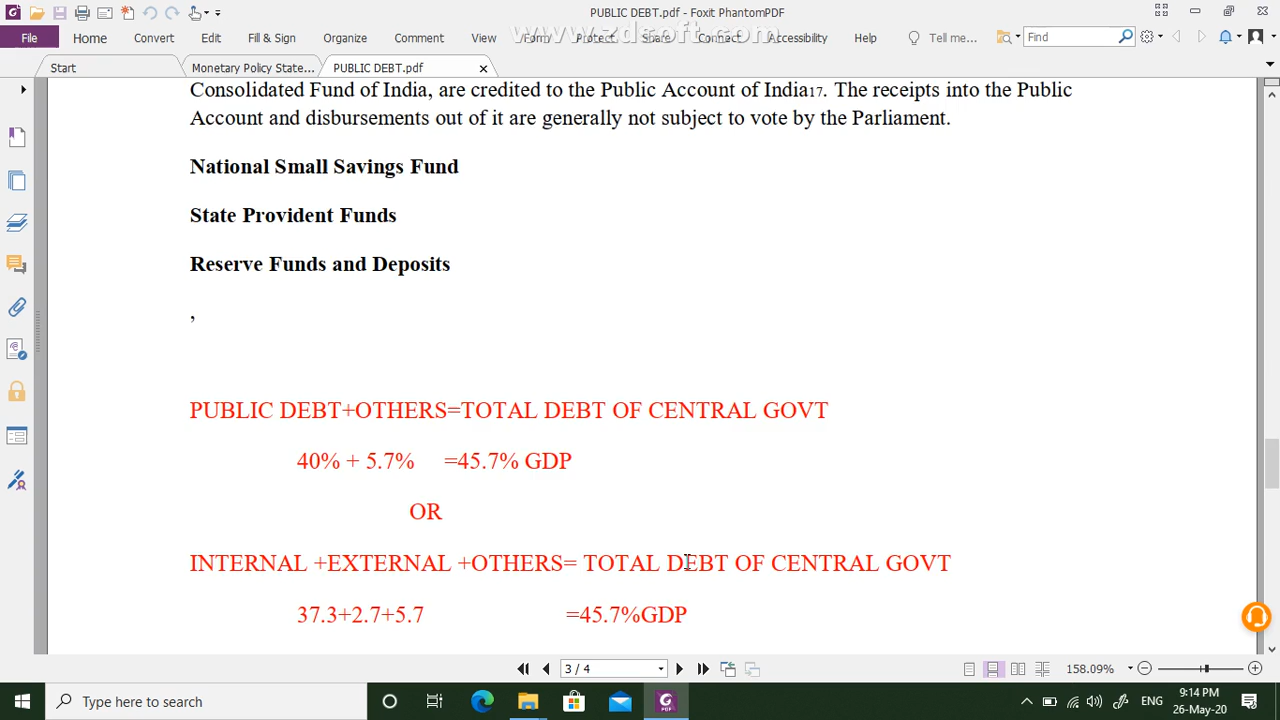 PUBLIC DEBT.pdf - Foxit PhantomPDF
www.zdsoft.com
File Home Convert Edit Fill & Sign Organize Comment View Form Protect Share Connect Accessibility Help Tell me... Find
Start Monetary Policy State... PUBLIC DEBT.pdf
Consolidated Fund of India, are credited to the Public Account of India17. The receipts into the Public
Account and disbursements out of it are generally not subject to vote by the Parliament.
National Small Savings Fund
State Provident Funds
Reserve Funds and Deposits
,
PUBLIC DEBT+OTHERS=TOTAL DEBT OF CENTRAL GOVT
40% + 5.7% =45.7% GDP
OR
INTERNAL +EXTERNAL +OTHERS= TOTAL DEBT OF CENTRAL GOVT
37.3+2.7+5.7 =45.7%GDP
3 / 4 158.09%
Type here to search ENG 9:14 PM
26-May-20